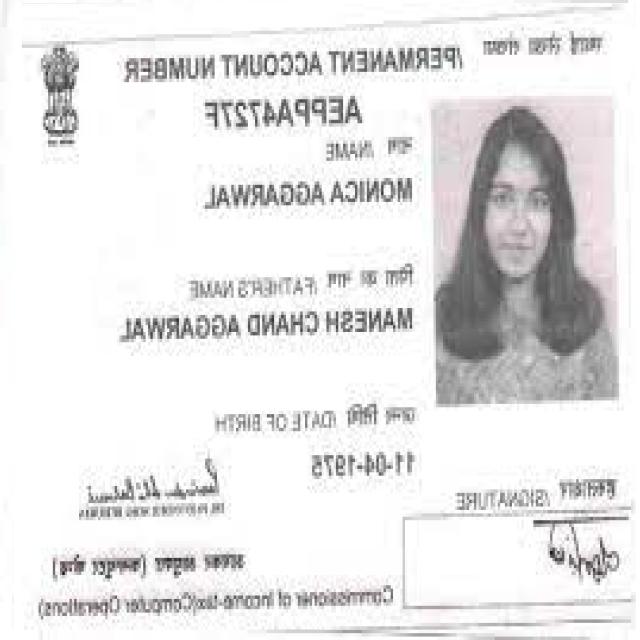 स्थाई लेखा संख्या /PERMANENT ACCOUNT NUMBER
AEPPA4727F
नाम /NAME
MONICA AGGARWAL
पिता का नाम /FATHER'S NAME
MANESH CHAND AGGARWAL
जन्म तिथि /DATE OF BIRTH
11-04-1975
हस्ताक्षर /SIGNATURE
आयकर आयुक्त (कम्प्यूटर केन्द्र)
Commissioner of Income-tax(Computer Operations)